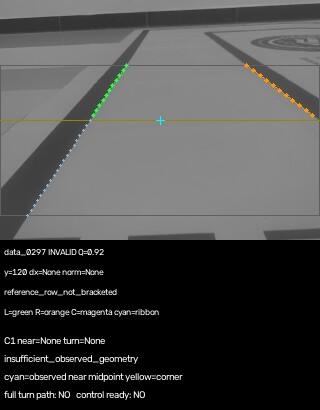 data_0297 INVALID Q=0.92
y=120 dx=None norm=None
reference_row_not_bracketed
L=green R=orange C=magenta cyan=ribbon
C1 near=None turn=None
insufficient_observed_geometry
cyan=observed near midpoint yellow=corner
full turn path: NO control ready: NO